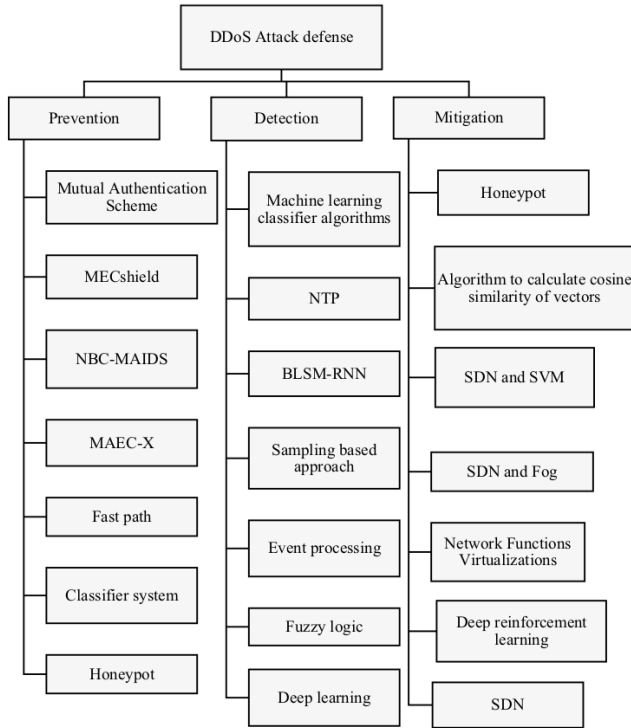 DDoS Attack defense
Prevention
Detection
Mitigation
Mutual Authentication
Scheme
MECshield
NBC-MAIDS
MAEC-X
Fast path
Classifier system
Honeypot
Machine learning
classifier algorithms
NTP
BLSM-RNN
Sampling based
approach
Event processing
Fuzzy logic
Deep learning
Honeypot
Algorithm to calculate cosine
similarity of vectors
SDN and SVM
SDN and Fog
Network Functions
Virtualizations
Deep reinforcement
learning
SDN